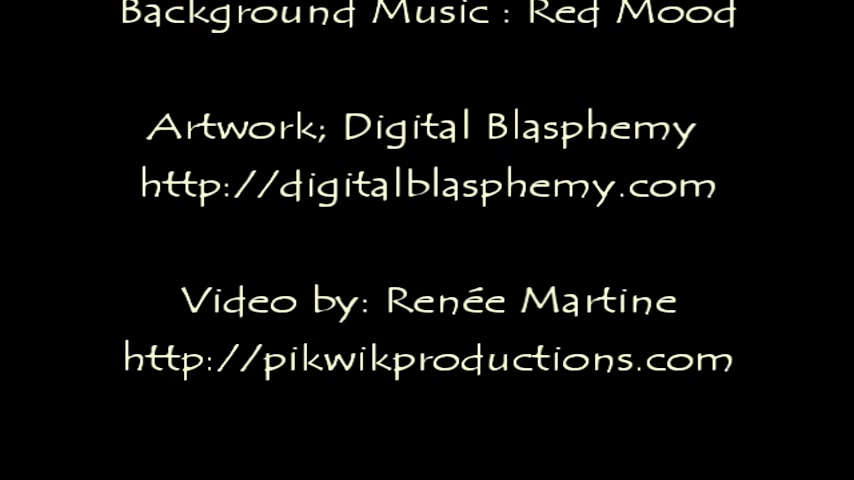 Background Music : Red Mood
Artwork; Digital Blasphemy
http://digitalblasphemy.com
Video by: Renée Martine
http://pikwikproductions.com